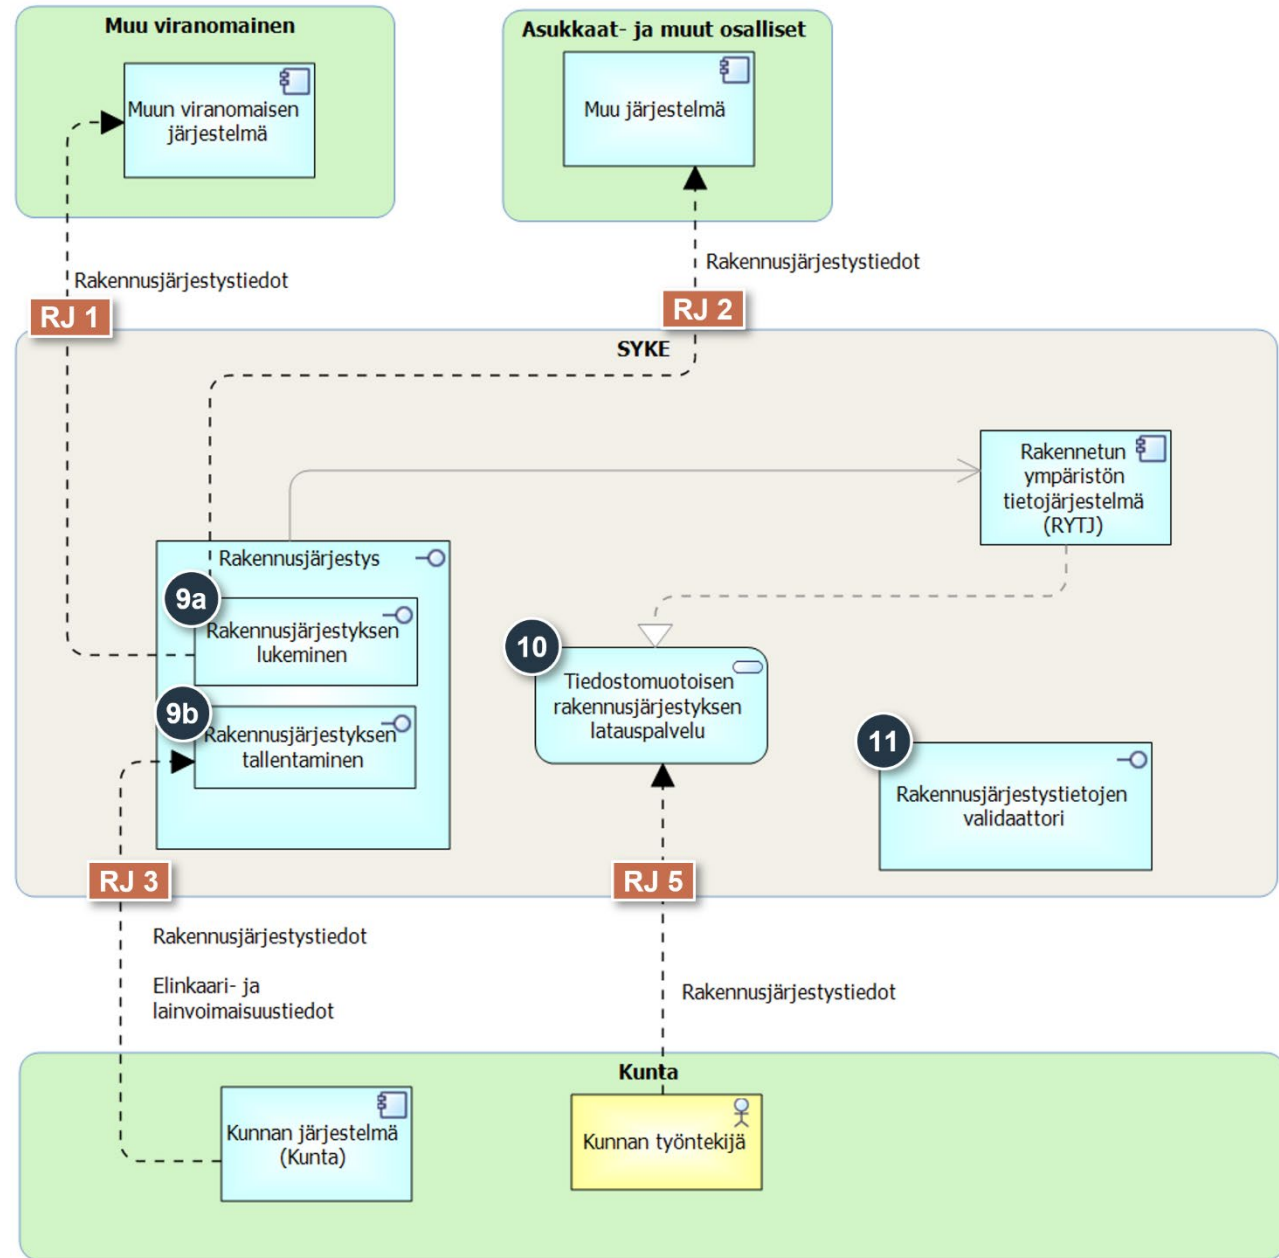 Muu viranomainen
Muun viranomaisen
järjestelmä
Asukkaat- ja muut osalliset
Muu järjestelmä
Rakennusjärjestystiedot
RJ 1
Rakennusjärjestystiedot
RJ 2
SYKE
Rakennetun
ympäristön
tietojärjestelmä
(RYTJ)
Rakennusjärjestys
9a
Rakennusjärjestyksen
lukeminen
9b
Rakennusjärjestyksen
tallentaminen
10
Tiedostomuotoisen
rakennusjärjestyksen
latauspalvelu
11
Rakennusjärjestystietojen
validaattori
RJ 3
RJ 5
Rakennusjärjestystiedot
Elinkaari- ja
lainvoimaisuustiedot
Rakennusjärjestystiedot
Kunta
Kunnan järjestelmä
(Kunta)
Kunnan työntekijä